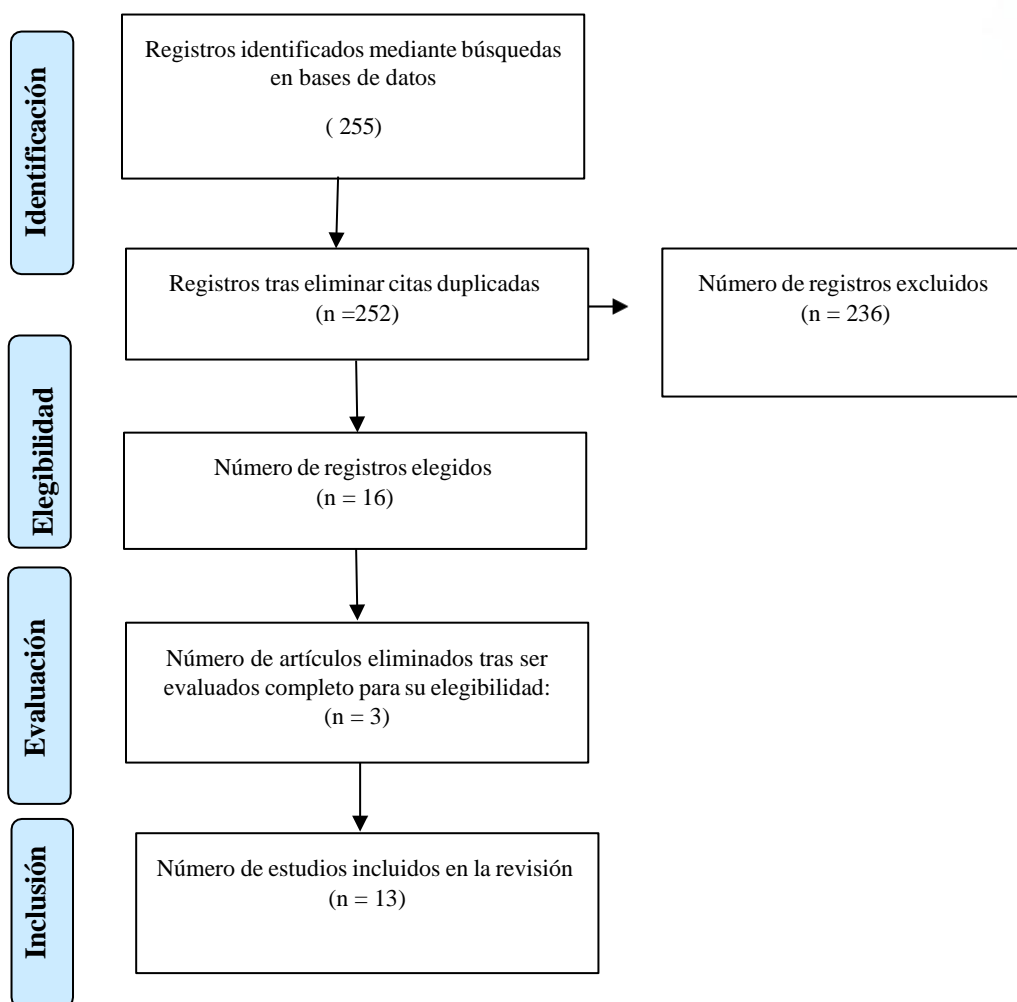 Identificación
Registros identificados mediante búsquedas
en bases de datos
( 255)
Registros tras eliminar citas duplicadas
(n =252)
Número de registros excluidos
(n = 236)
Elegibilidad
Número de registros elegidos
(n = 16)
Evaluación
Número de artículos eliminados tras ser
evaluados completo para su elegibilidad:
(n = 3)
Inclusión
Número de estudios incluidos en la revisión
(n = 13)